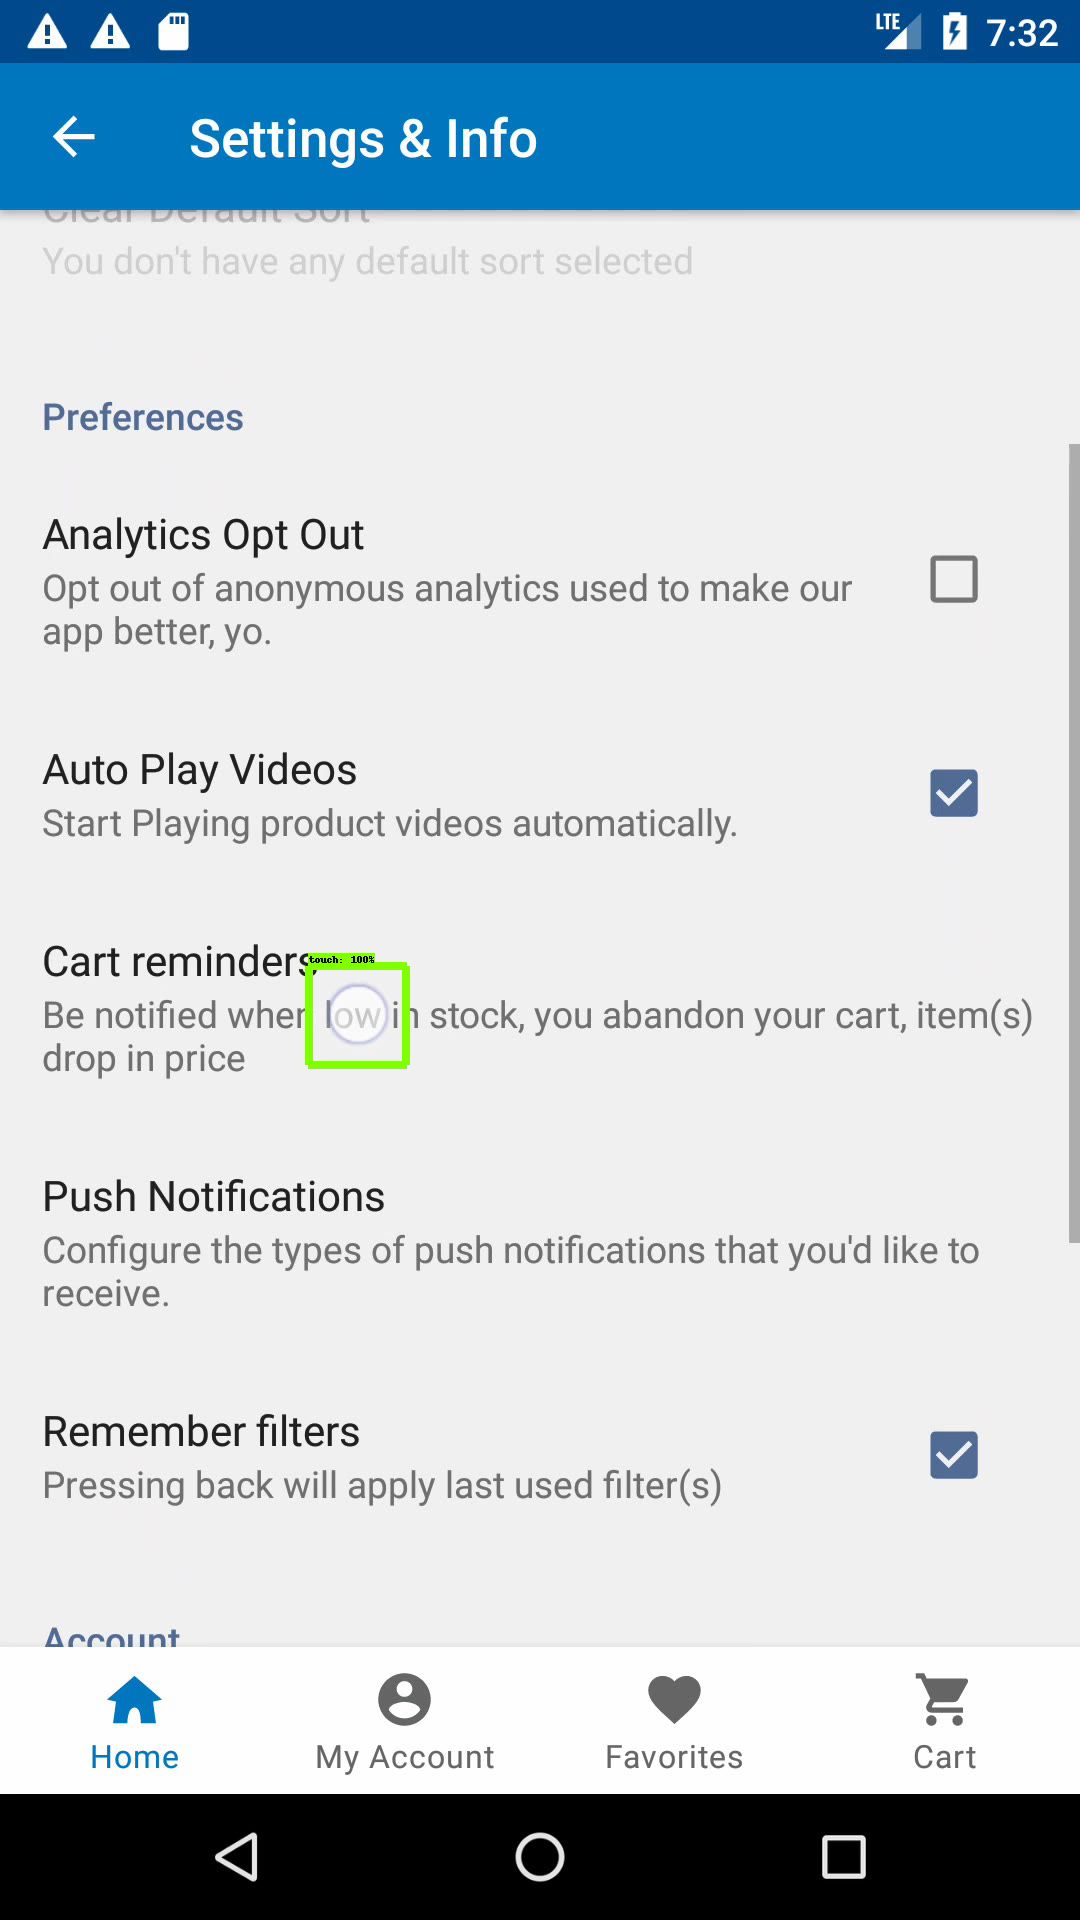 LTE 7:32
Settings & Info
Clear Default Sort
You don't have any default sort selected
Preferences
Analytics Opt Out
Opt out of anonymous analytics used to make our
app better, yo.
Auto Play Videos
Start Playing product videos automatically.
Cart reminders
touch: 100%
Be notified when low in stock, you abandon your cart, item(s)
drop in price
Push Notifications
Configure the types of push notifications that you'd like to
receive.
Remember filters
Pressing back will apply last used filter(s)
Account
Home My Account Favorites Cart